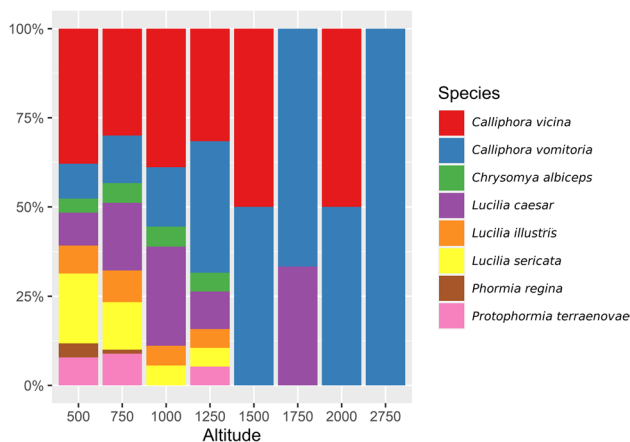 100%
75%
50%
25%
0%
500 750 1000 1250 1500 1750 2000 2750
Altitude
Species
Calliphora vicina
Calliphora vomitoria
Chrysomya albiceps
Lucilia caesar
Lucilia illustris
Lucilia sericata
Phormia regina
Protophormia terraenovae